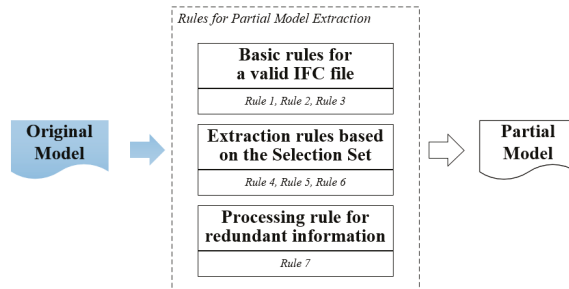 Rules for Partial Model Extraction
Basic rules for
a valid IFC file
Rule 1, Rule 2, Rule 3
Original
Model
Extraction rules based
on the Selection Set
Rule 4, Rule 5, Rule 6
Partial
Model
Processing rule for
redundant information
Rule 7